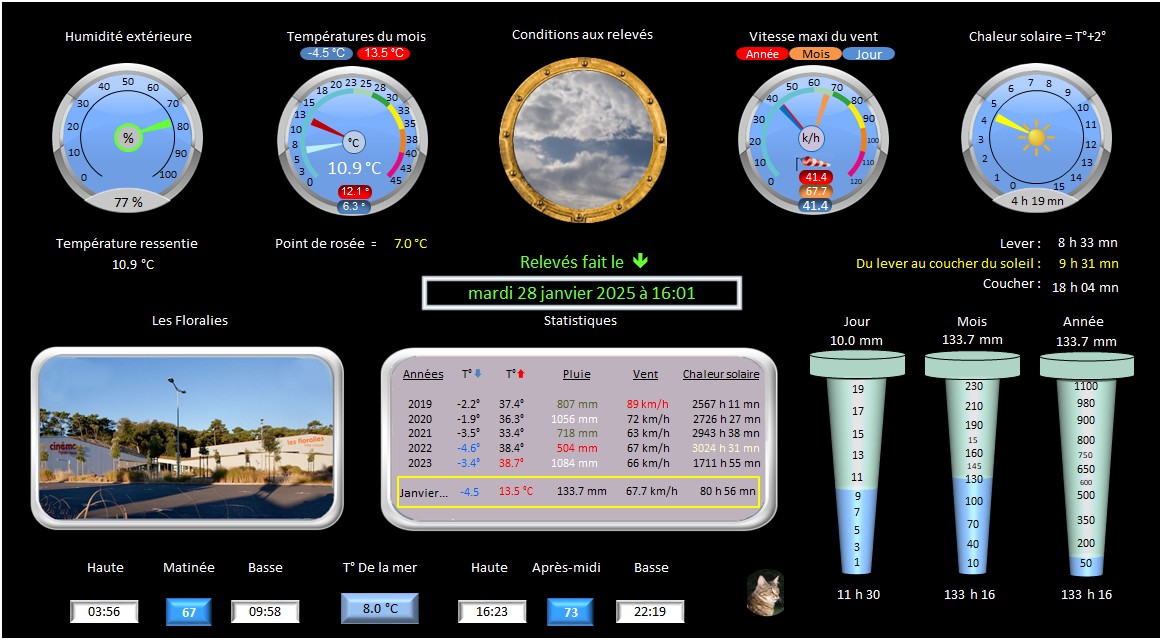 Humidité extérieure
Températures du mois
Conditions aux relevés
Vitesse maxi du vent
Chaleur solaire = T°+2°
-4.5 °C 13.5 °C
Année Mois Jour
0 10 20 30 40 50 60 70 80 90 100
%
77 %
0 3 5 8 10 13 15 18 20 23 25 28 30 33 35 38 40 43 45
°C
10.9 °C
12.1 °
6.3 °
0 10 20 30 40 50 60 70 80 90 100 110 120
k/h
41.4
67.7
41.4
0 1 2 3 4 5 6 7 8 9 10 11 12 13 14 15
4 h 19 mn
Température ressentie
10.9 °C
Point de rosée = 7.0 °C
Relevés fait le
mardi 28 janvier 2025 à 16:01
Lever : 8 h 33 mn
Du lever au coucher du soleil : 9 h 31 mn
Coucher : 18 h 04 mn
Les Floralies
cinéma
les floralies
Statistiques
Années T° T° Pluie Vent Chaleur solaire
2019 -2.2° 37.4° 807 mm 89 km/h 2567 h 11 mn
2020 -1.9° 36.3° 1056 mm 72 km/h 2726 h 27 mn
2021 -3.5° 33.4° 718 mm 63 km/h 2943 h 38 mn
2022 -4.6° 38.4° 504 mm 67 km/h 3024 h 31 mn
2023 -3.4° 38.7° 1084 mm 66 km/h 1711 h 55 mn
Janvier... -4.5 13.5 °C 133.7 mm 67.7 km/h 80 h 56 mn
Jour
10.0 mm
19
17
15
13
11
9
7
5
3
1
11 h 30
Mois
133.7 mm
230
210
190
15
160
145
130
100
70
40
10
133 h 16
Année
133.7 mm
1100
980
900
800
750
650
600
500
350
200
50
133 h 16
Haute Matinée Basse T° De la mer Haute Après-midi Basse
03:56 67 09:58 8.0 °C 16:23 73 22:19